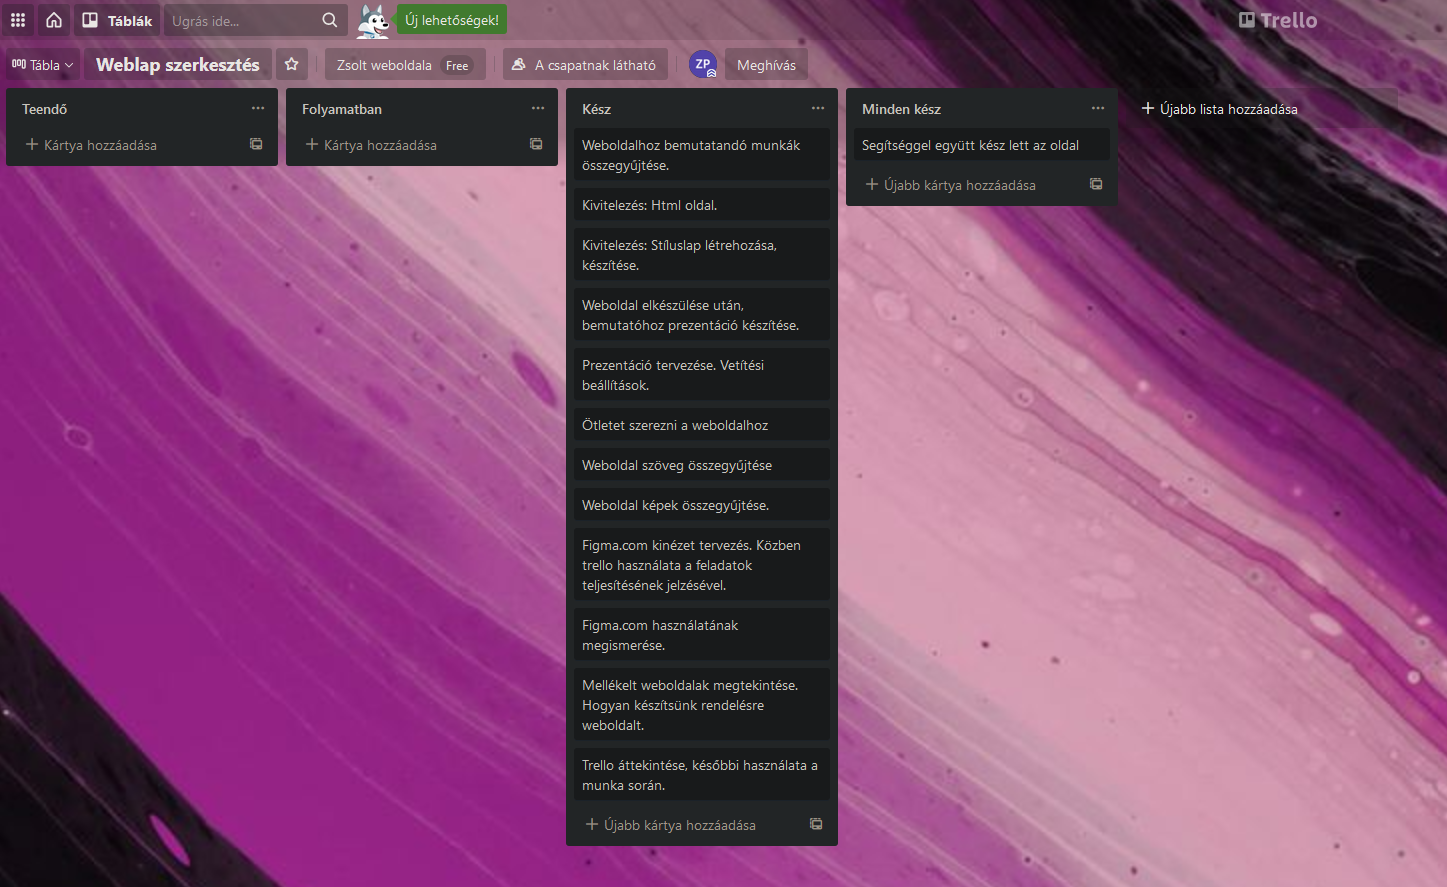 Táblák
Ugrás ide...
Új lehetőségek!
Trello
Tábla
Weblap szerkesztés
Zsolt weboldala Free
A csapatnak látható
ZP
Meghívás
Teendő
Kártya hozzáadása
Folyamatban
Kártya hozzáadása
Kész
Weboldalhoz bemutatandó munkák
összegyűjtése.
Kivitelezés: Html oldal.
Kivitelezés: Stíluslap létrehozása,
készítése.
Weboldal elkészülése után,
bemutatóhoz prezentáció készítése.
Prezentáció tervezése. Vetítési
beállítások.
Ötletet szerezni a weboldalhoz
Weboldal szöveg összegyűjtése
Weboldal képek összegyűjtése.
Figma.com kinézet tervezés. Közben
trello használata a feladatok
teljesítésének jelzésével.
Figma.com használatának
megismerése.
Mellékelt weboldalak megtekintése.
Hogyan készítsünk rendelésre
weboldalt.
Trello áttekintése, későbbi használata a
munka során.
Újabb kártya hozzáadása
Minden kész
Segítséggel együtt kész lett az oldal
Újabb kártya hozzáadása
Újabb lista hozzáadása